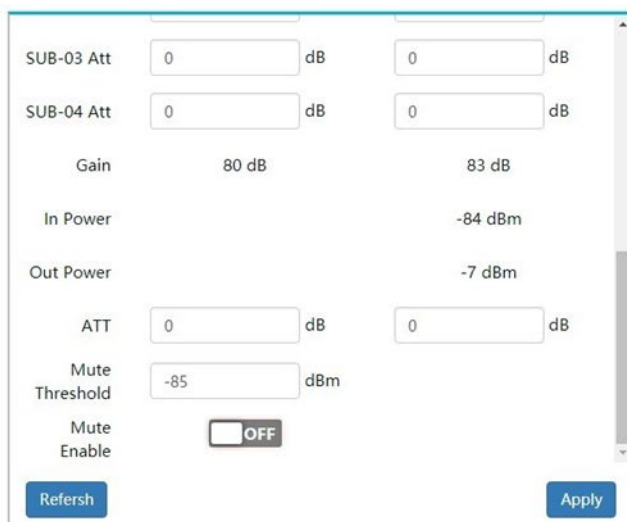 SUB-03 Att 0 dB 0 dB
SUB-04 Att 0 dB 0 dB
Gain 80 dB 83 dB
In Power -84 dBm
Out Power -7 dBm
ATT 0 dB 0 dB
Mute
Threshold -85 dBm
Mute
Enable OFF
Refersh Apply